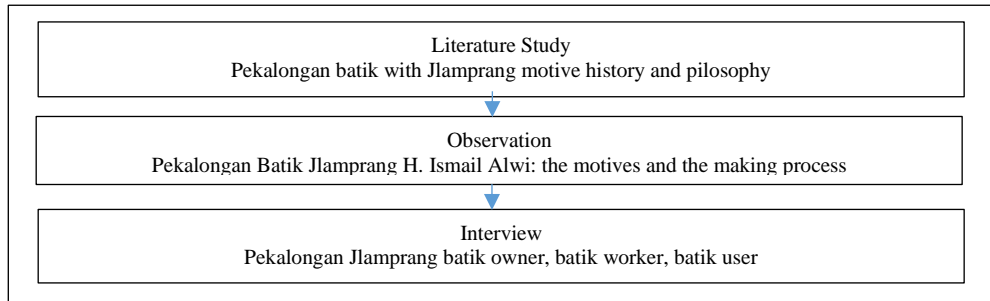 Literature Study
Pekalongan batik with Jlamprang motive history and pilosophy
Observation
Pekalongan Batik Jlamprang H. Ismail Alwi: the motives and the making process
Interview
Pekalongan Jlamprang batik owner, batik worker, batik user